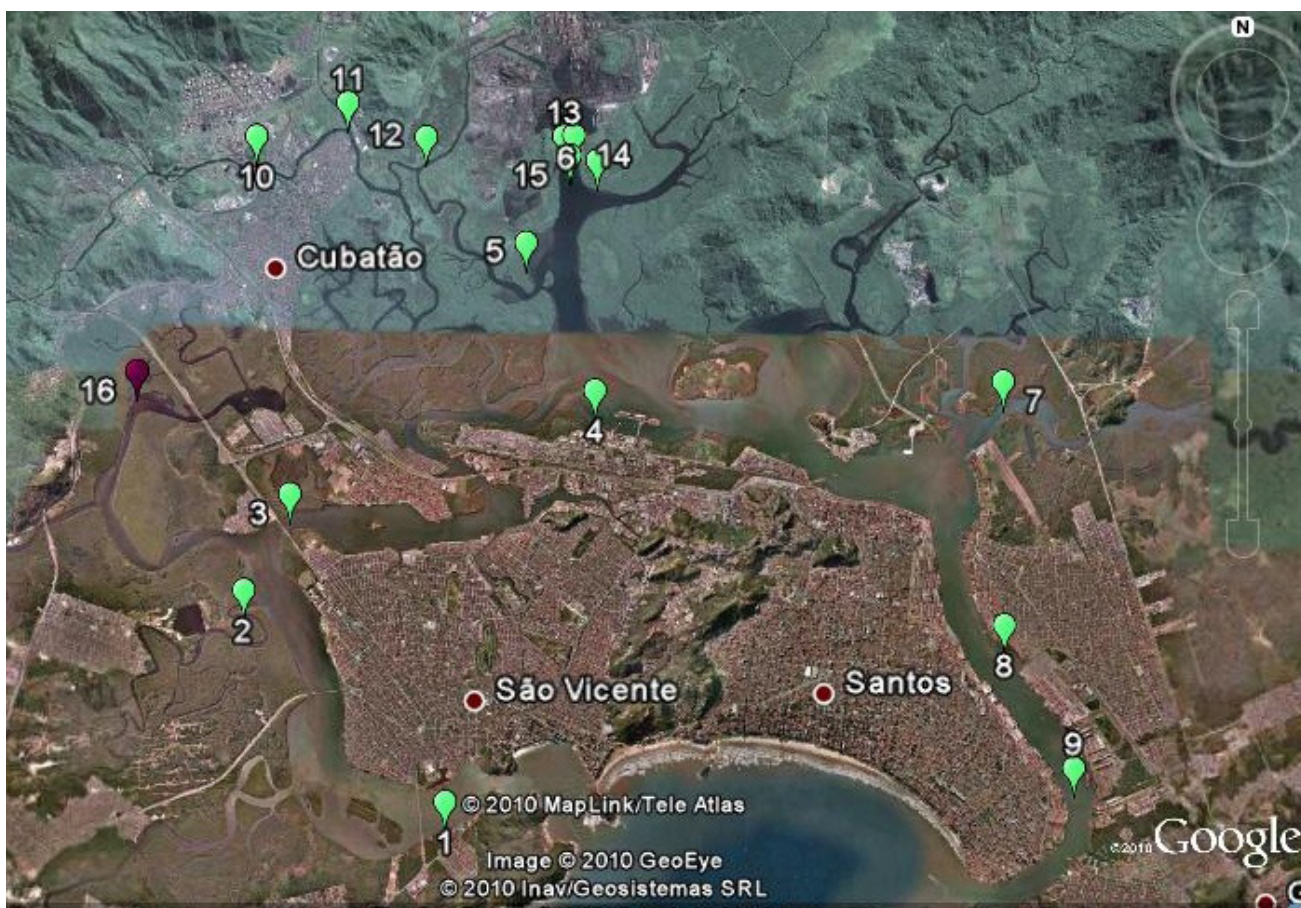 N
11
13
12
10
6
14
15
5
Cubatão
16
7
4
3
2
8
São Vicente
Santos
9
1
© 2010 MapLink/Tele Atlas
©2010 Google
Image © 2010 GeoEye
© 2010 Inav/Geosistemas SRL
G